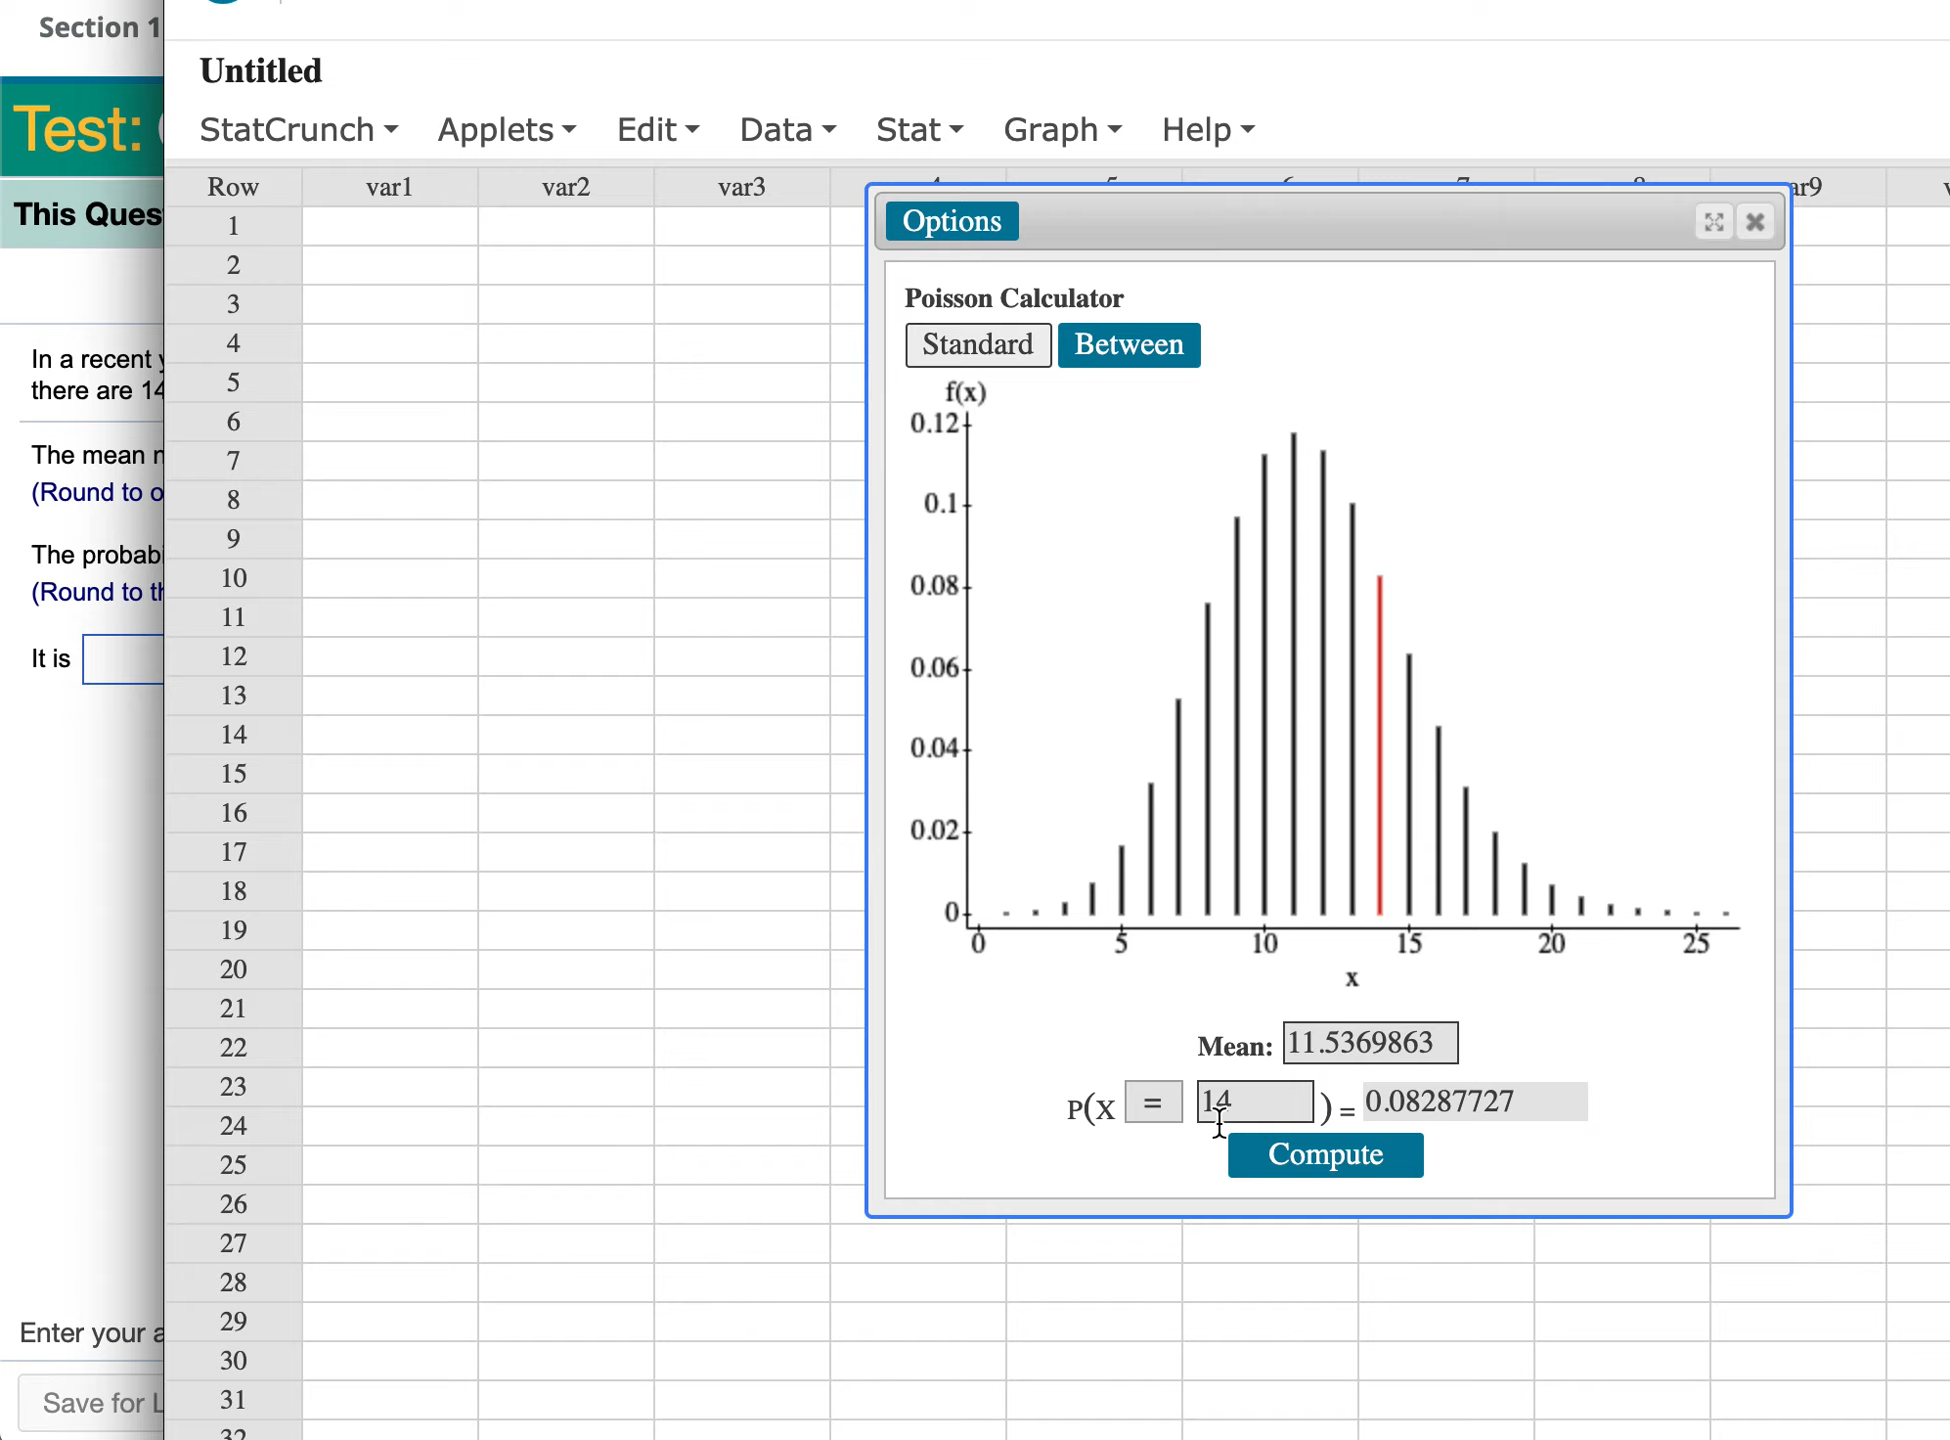 Section 1
Test:
This Ques
In a recent y
there are 14
The mean n
(Round to o
The probabi
(Round to th
It is
Enter your a
Save for L
Untitled
StatCrunch Applets Edit Data Stat Graph Help
Row var1 var2 var3 ar9
1
2
3
4
5
6
7
8
9
10
11
12
13
14
15
16
17
18
19
20
21
22
23
24
25
26
27
28
29
30
31
32
Options
Poisson Calculator
Standard Between
f(x)
0.12
0.1
0.08
0.06
0.04
0.02
0
0 5 10 15 20 25
x
Mean: 11.5369863
P(X = 14 ) = 0.08287727
Compute